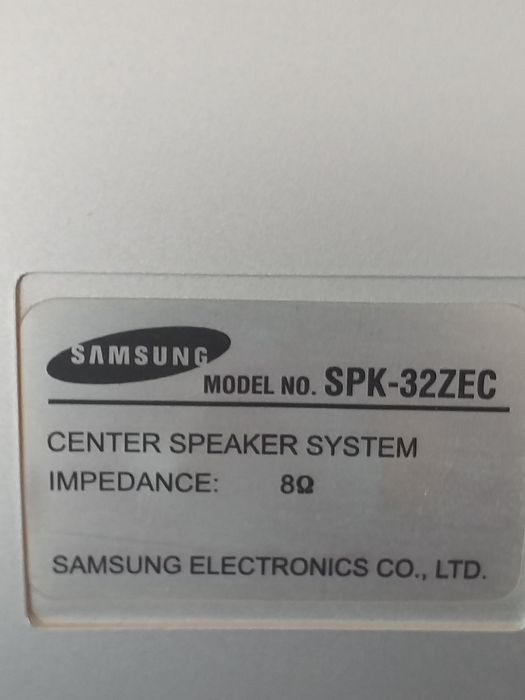 SAMSUNG
MODEL NO. SPK-32ZEC
CENTER SPEAKER SYSTEM
IMPEDANCE: 8Ω
SAMSUNG ELECTRONICS CO., LTD.